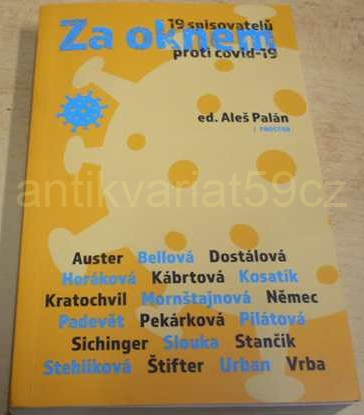 19 spisovatelů
Za oknem
proti covid-19
ed. Aleš Palán
/ PROSTOR
antikvariat59cz
Auster Bellová Dostálová
Horáková Kábrtová Kosatík
Kratochvil Mornštajnová Němec
Padevět Pekárková Pilátová
Sichinger Slouka Stančík
Stehlíková Štifter Urban Vrba